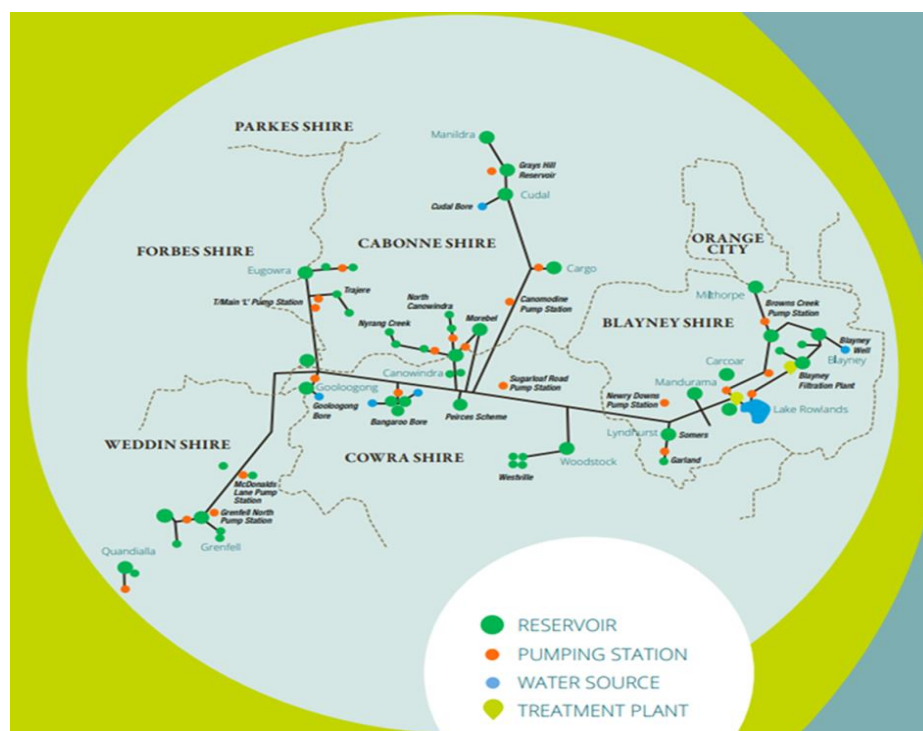 PARKES SHIRE
Manildra
Grays Hill
Reservoir
Cudal
Cudal Bore
FORBES SHIRE
CABONNE SHIRE
ORANGE
CITY
Eugowra
Cargo
Trajere
T/Main 'L' Pump Station
North
Canowindra
Canomodine
Pump Station
Millthorpe
Browns Creek
Pump Station
Nyrang Creek
Morebel
BLAYNEY SHIRE
Blayney
Well
Blayney
Carcoar
Canowindra
Sugarloaf Road
Pump Station
Mandurama
Blayney
Filtration Plant
Gooloogong
Gooloogong
Bore
Bangaroo Bore
Peirces Scheme
Newry Downs
Pump Station
Lake Rowlands
WEDDIN SHIRE
COWRA SHIRE
Lyndhurst
Somers
Garland
Woodstock
Westville
McDonalds
Lane Pump
Station
Grenfell North
Pump Station
Grenfell
Quandialla
RESERVOIR
PUMPING STATION
WATER SOURCE
TREATMENT PLANT